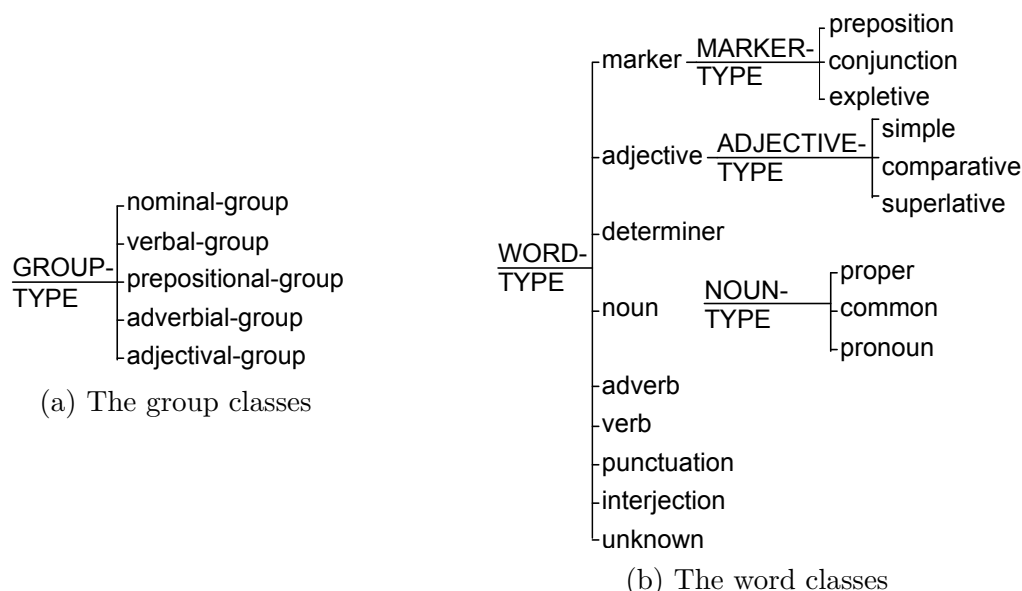 nominal-group
verbal-group
GROUP-
TYPE
prepositional-group
adverbial-group
adjectival-group
(a) The group classes
WORD-
TYPE
marker
MARKER-
TYPE
preposition
conjunction
expletive
adjective
ADJECTIVE-
TYPE
simple
comparative
superlative
determiner
noun
NOUN-
TYPE
proper
common
pronoun
adverb
verb
punctuation
interjection
unknown
(b) The word classes